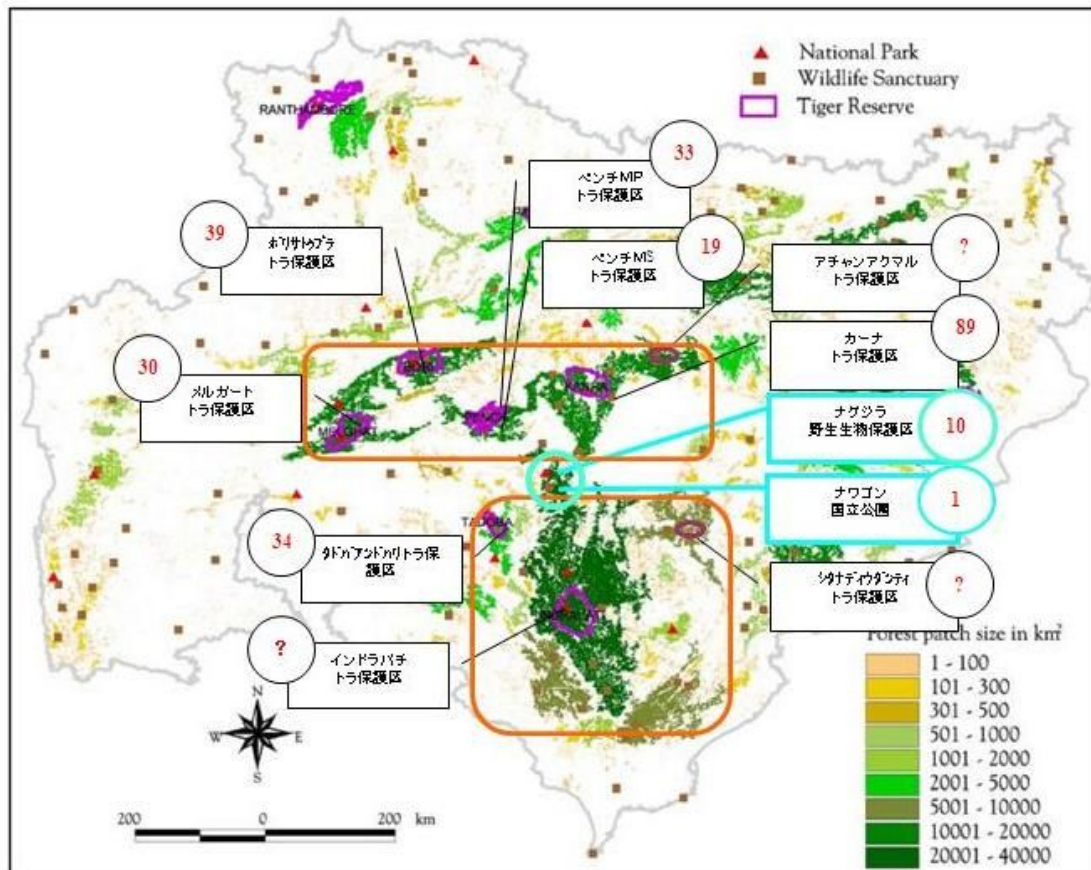 National Park
Wildlife Sanctuary
Tiger Reserve
RANTHAMBORE
33
ペンチMP
トラ保護区
39
ボリサトゥプラ
トラ保護区
19
ペンチMS
トラ保護区
?
アチャンアクマル
トラ保護区
89
カーナ
トラ保護区
30
メルガート
トラ保護区
BORI
KANHA
MELGHAT
ナグジラ
野生生物保護区
10
ナワゴン
国立公園
1
TADOBA
34
タドバアンドハリトラ保
護区
シタナディウダンティ
トラ保護区
?
?
インドラバチ
トラ保護区
Forest patch size in km²
1 - 100
101 - 300
301 - 500
501 - 1000
1001 - 2000
2001 - 5000
5001 - 10000
10001 - 20000
20001 - 40000
N
W
E
S
200
0
200
km